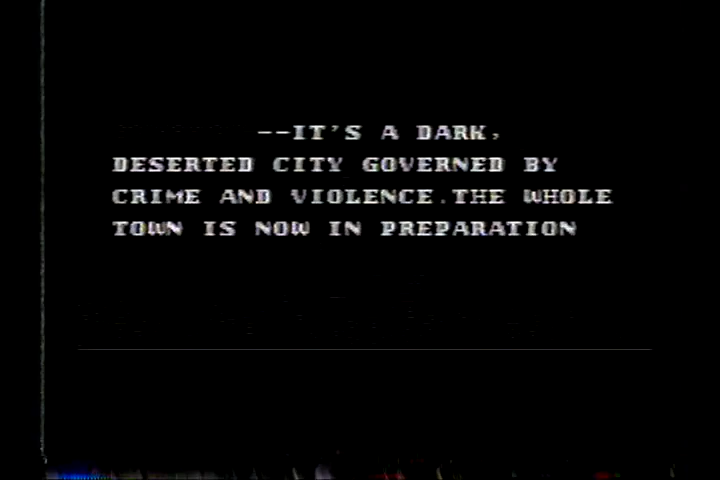 --IT'S A DARK,
DESERTED CITY GOVERNED BY
CRIME AND VIOLENCE.THE WHOLE
TOWN IS NOW IN PREPARATION